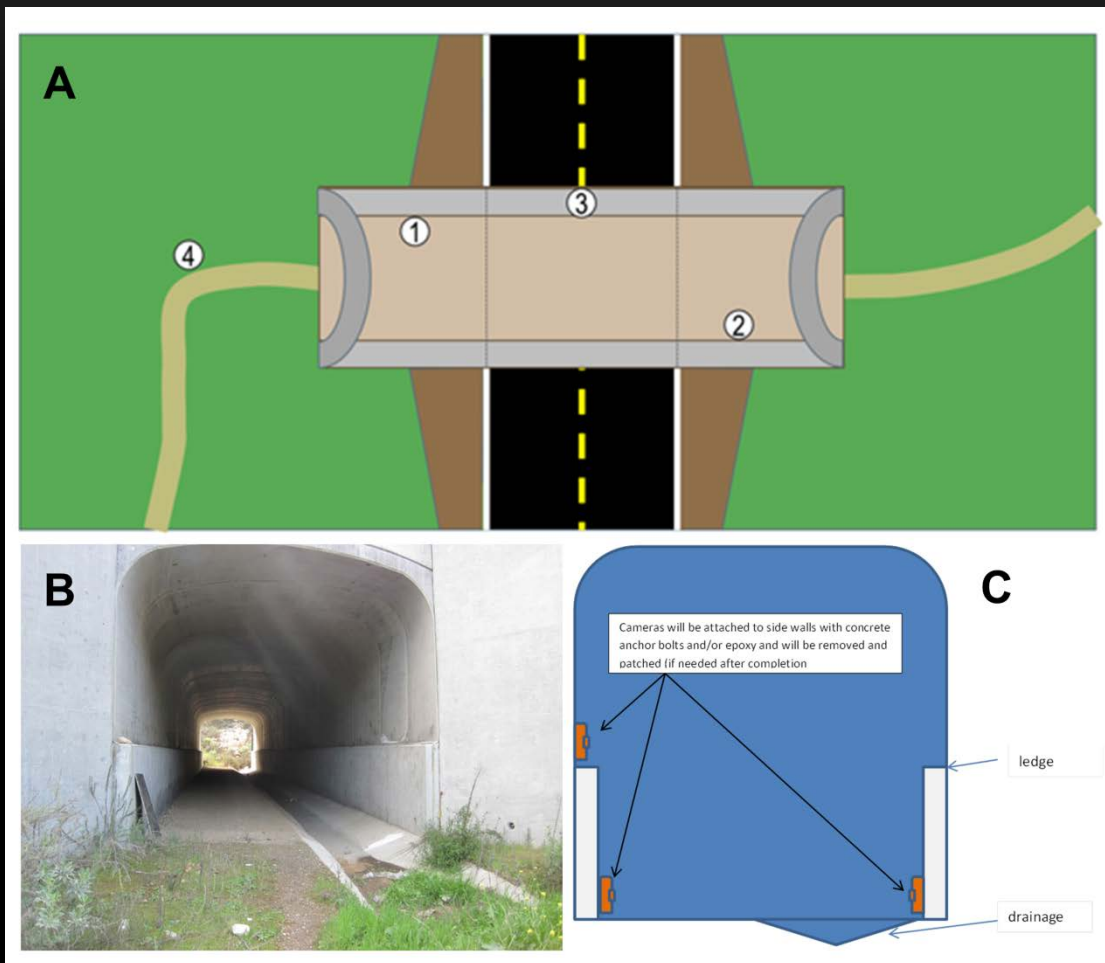 A
3
1
4
2
B
C
Cameras will be attached to side walls with concrete
anchor bolts and/or epoxy and will be removed and
patched (if needed after completion
ledge
drainage